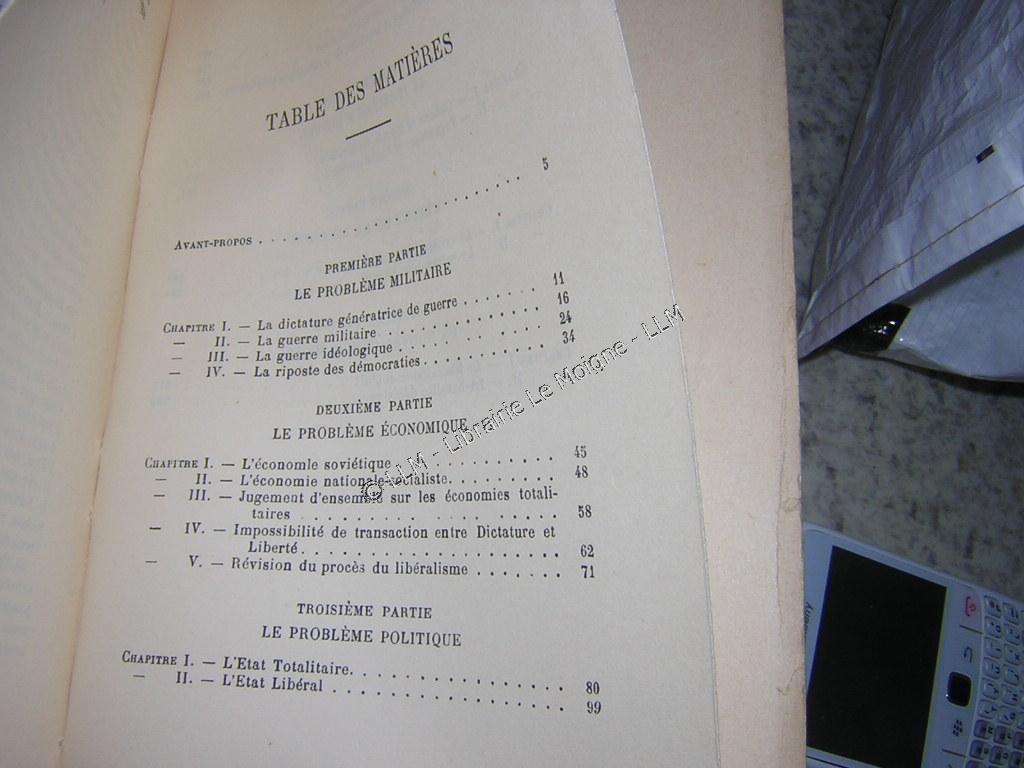 TABLE DES MATIÈRES
AVANT-PROPOS . . . . . . . . . . . . . . . . . . . . 5
PREMIÈRE PARTIE
LE PROBLÈME MILITAIRE
CHAPITRE I. — La dictature génératrice de guerre . . . . . . . 11
— II. — La guerre militaire . . . . . . . . . . . . . 16
— III. — La guerre idéologique . . . . . . . . . . . 24
— IV. — La riposte des démocraties . . . . . . . . . . 34
DEUXIÈME PARTIE
LE PROBLÈME ÉCONOMIQUE
CHAPITRE I. — L'économie soviétique . . . . . . . . . . . . 45
— II. — L'économie nationale-socialiste. . . . . . . . . 48
— III. — Jugement d'ensemble sur les économies totali-
taires . . . . . . . . . . . . . . . . . 58
— IV. — Impossibilité de transaction entre Dictature et
Liberté . . . . . . . . . . . . . . . . . . . 62
— V. — Révision du procès du libéralisme . . . . . . . 71
TROISIÈME PARTIE
LE PROBLÈME POLITIQUE
CHAPITRE I. — L'Etat Totalitaire. . . . . . . . . . . . . . . 80
— II. — L'Etat Libéral . . . . . . . . . . . . . . . . . 99
© LLM - Librairie Le Moigne - LLM